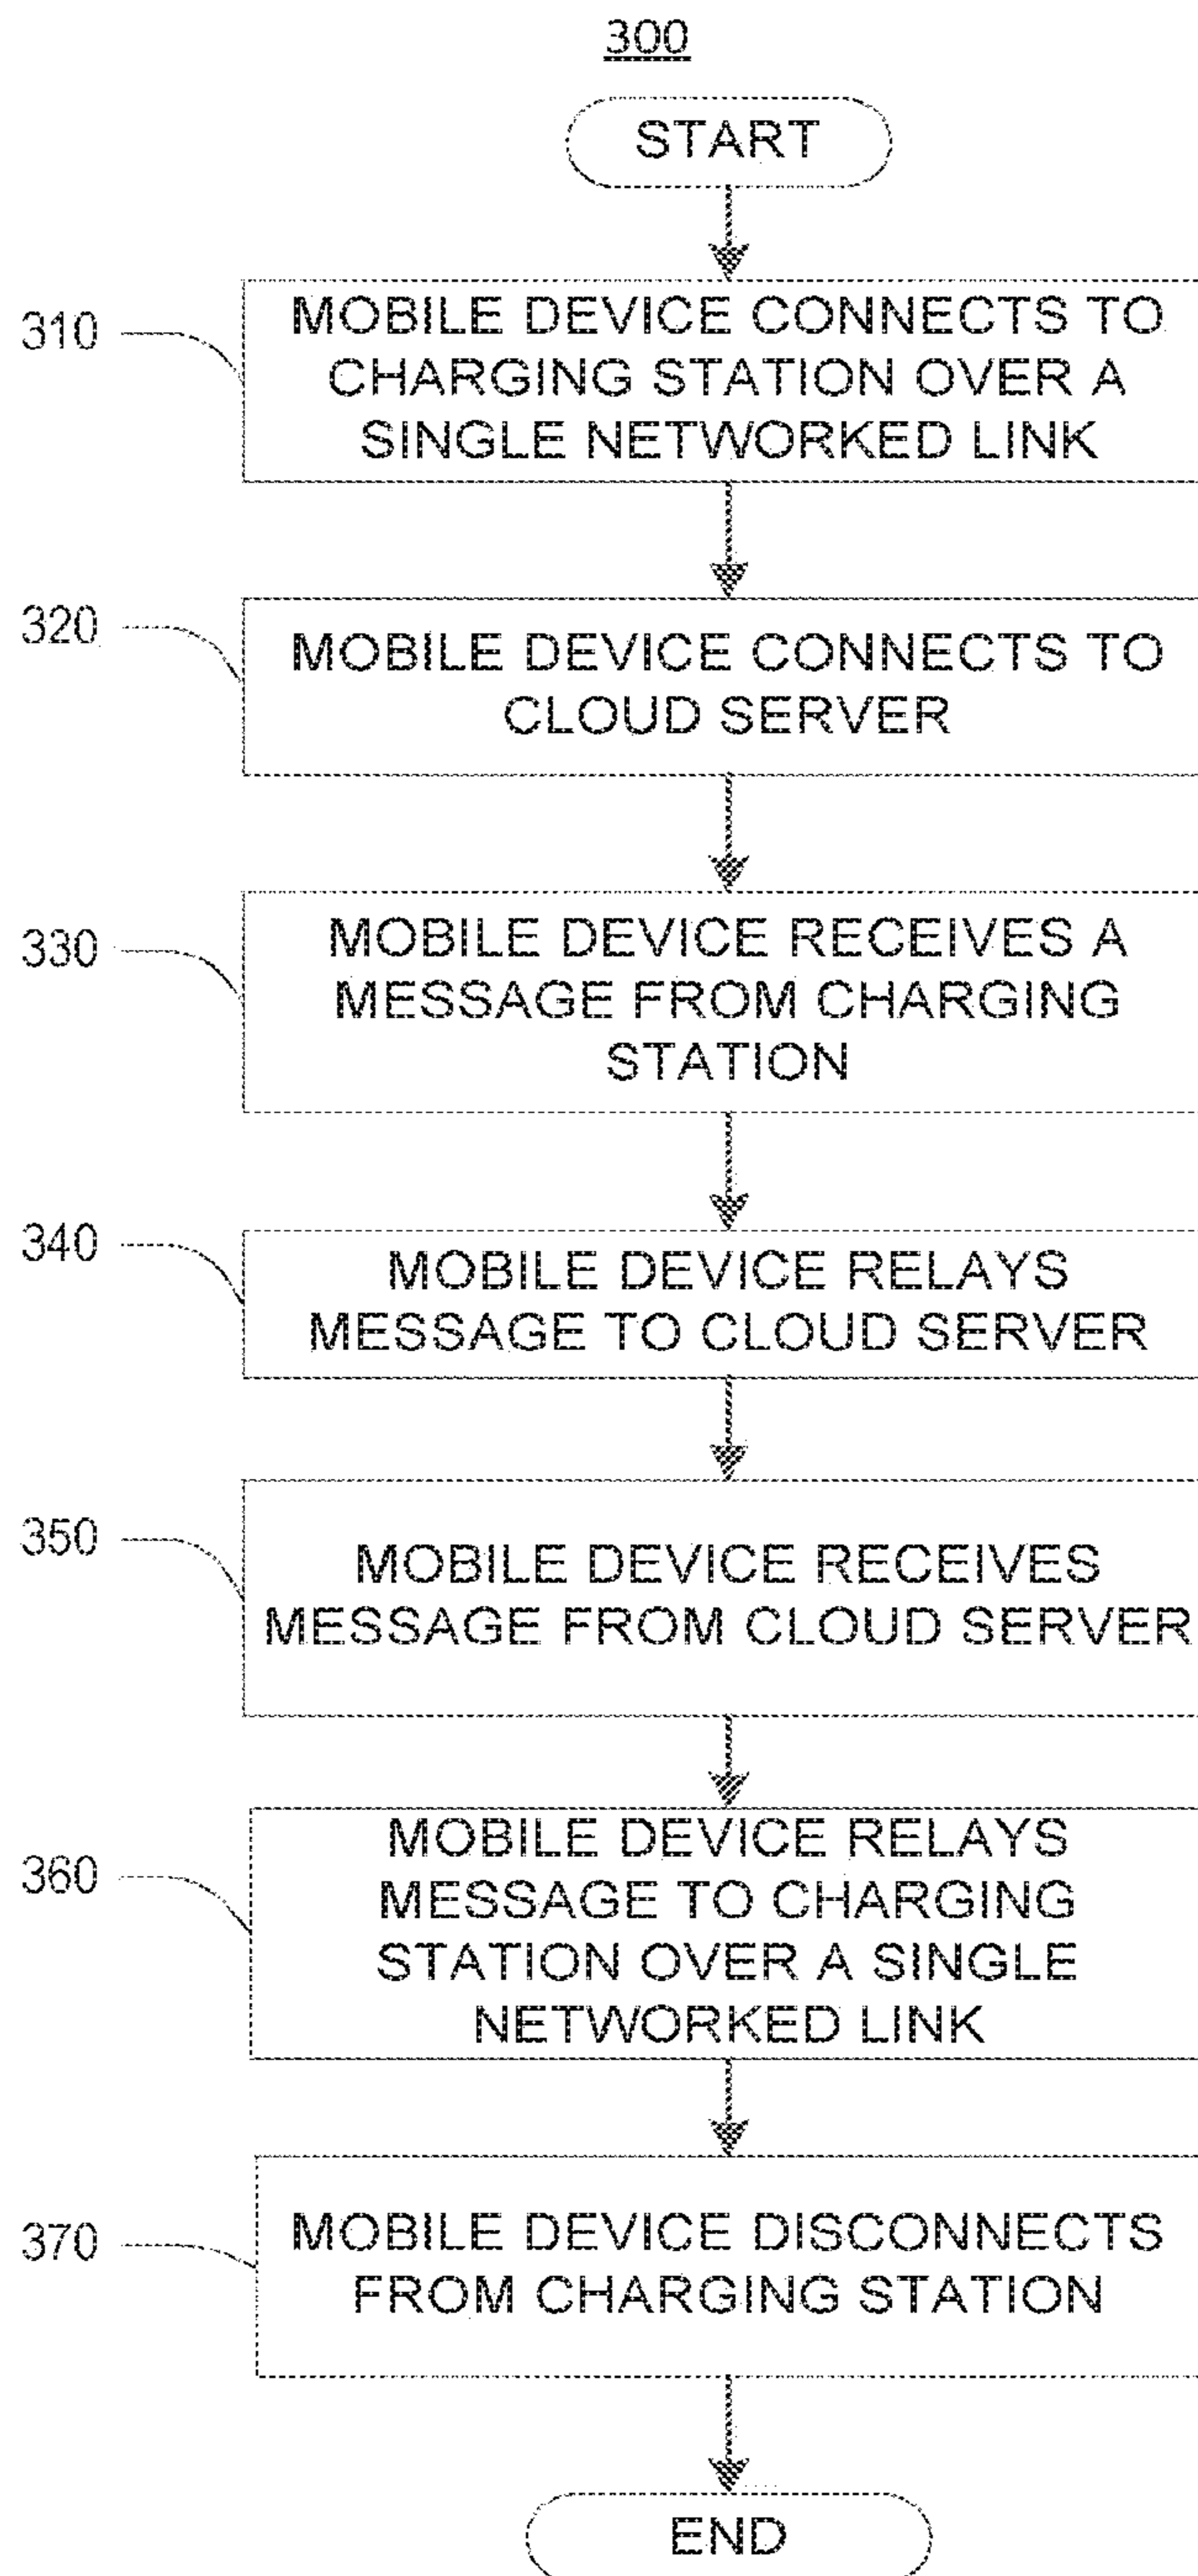 300
START
310
MOBILE DEVICE CONNECTS TO
CHARGING STATION OVER A
SINGLE NETWORKED LINK
320
MOBILE DEVICE CONNECTS TO
CLOUD SERVER
330
MOBILE DEVICE RECEIVES A
MESSAGE FROM CHARGING
STATION
340
MOBILE DEVICE RELAYS
MESSAGE TO CLOUD SERVER
350
MOBILE DEVICE RECEIVES
MESSAGE FROM CLOUD SERVER
360
MOBILE DEVICE RELAYS
MESSAGE TO CHARGING
STATION OVER A SINGLE
NETWORKED LINK
370
MOBILE DEVICE DISCONNECTS
FROM CHARGING STATION
END